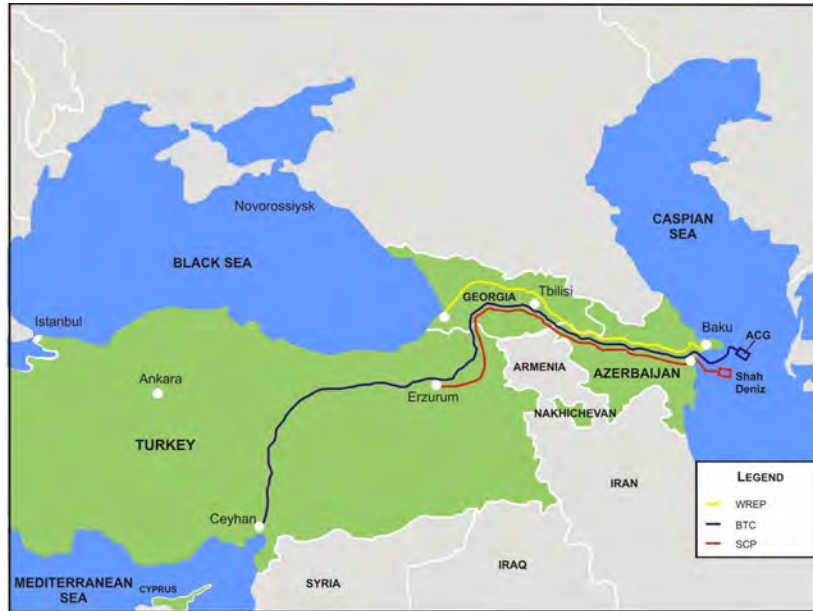 Novorossiysk
CASPIAN
SEA
BLACK SEA
GEORGIA
Tbilisi
Istanbul
Baku
ACG
ARMENIA
AZERBAIJAN
Shah
Deniz
Ankara
Erzurum
NAKHICHEVAN
TURKEY
IRAN
LEGEND
WREP
BTC
SCP
Ceyhan
MEDITERRANEAN
SEA
CYPRUS
SYRIA
IRAQ